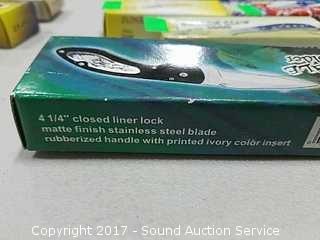 4 1/4" closed liner lock
matte finish stainless steel blade
rubberized handle with printed ivory color insert
Copyright 2017 - Sound Auction Service